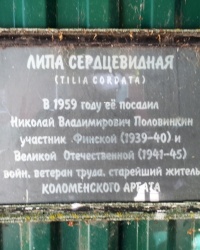 ЛИПА СЕРДЦЕВИДНАЯ
(TILIA CORDATA)
В 1959 году её посадил
Николай Владимирович Половинкин
участник Финской (1939-40) и
Великой Отечественной (1941-45)
войн, ветеран труда, старейший житель
КОЛОМЕНСКОГО АРБАТА